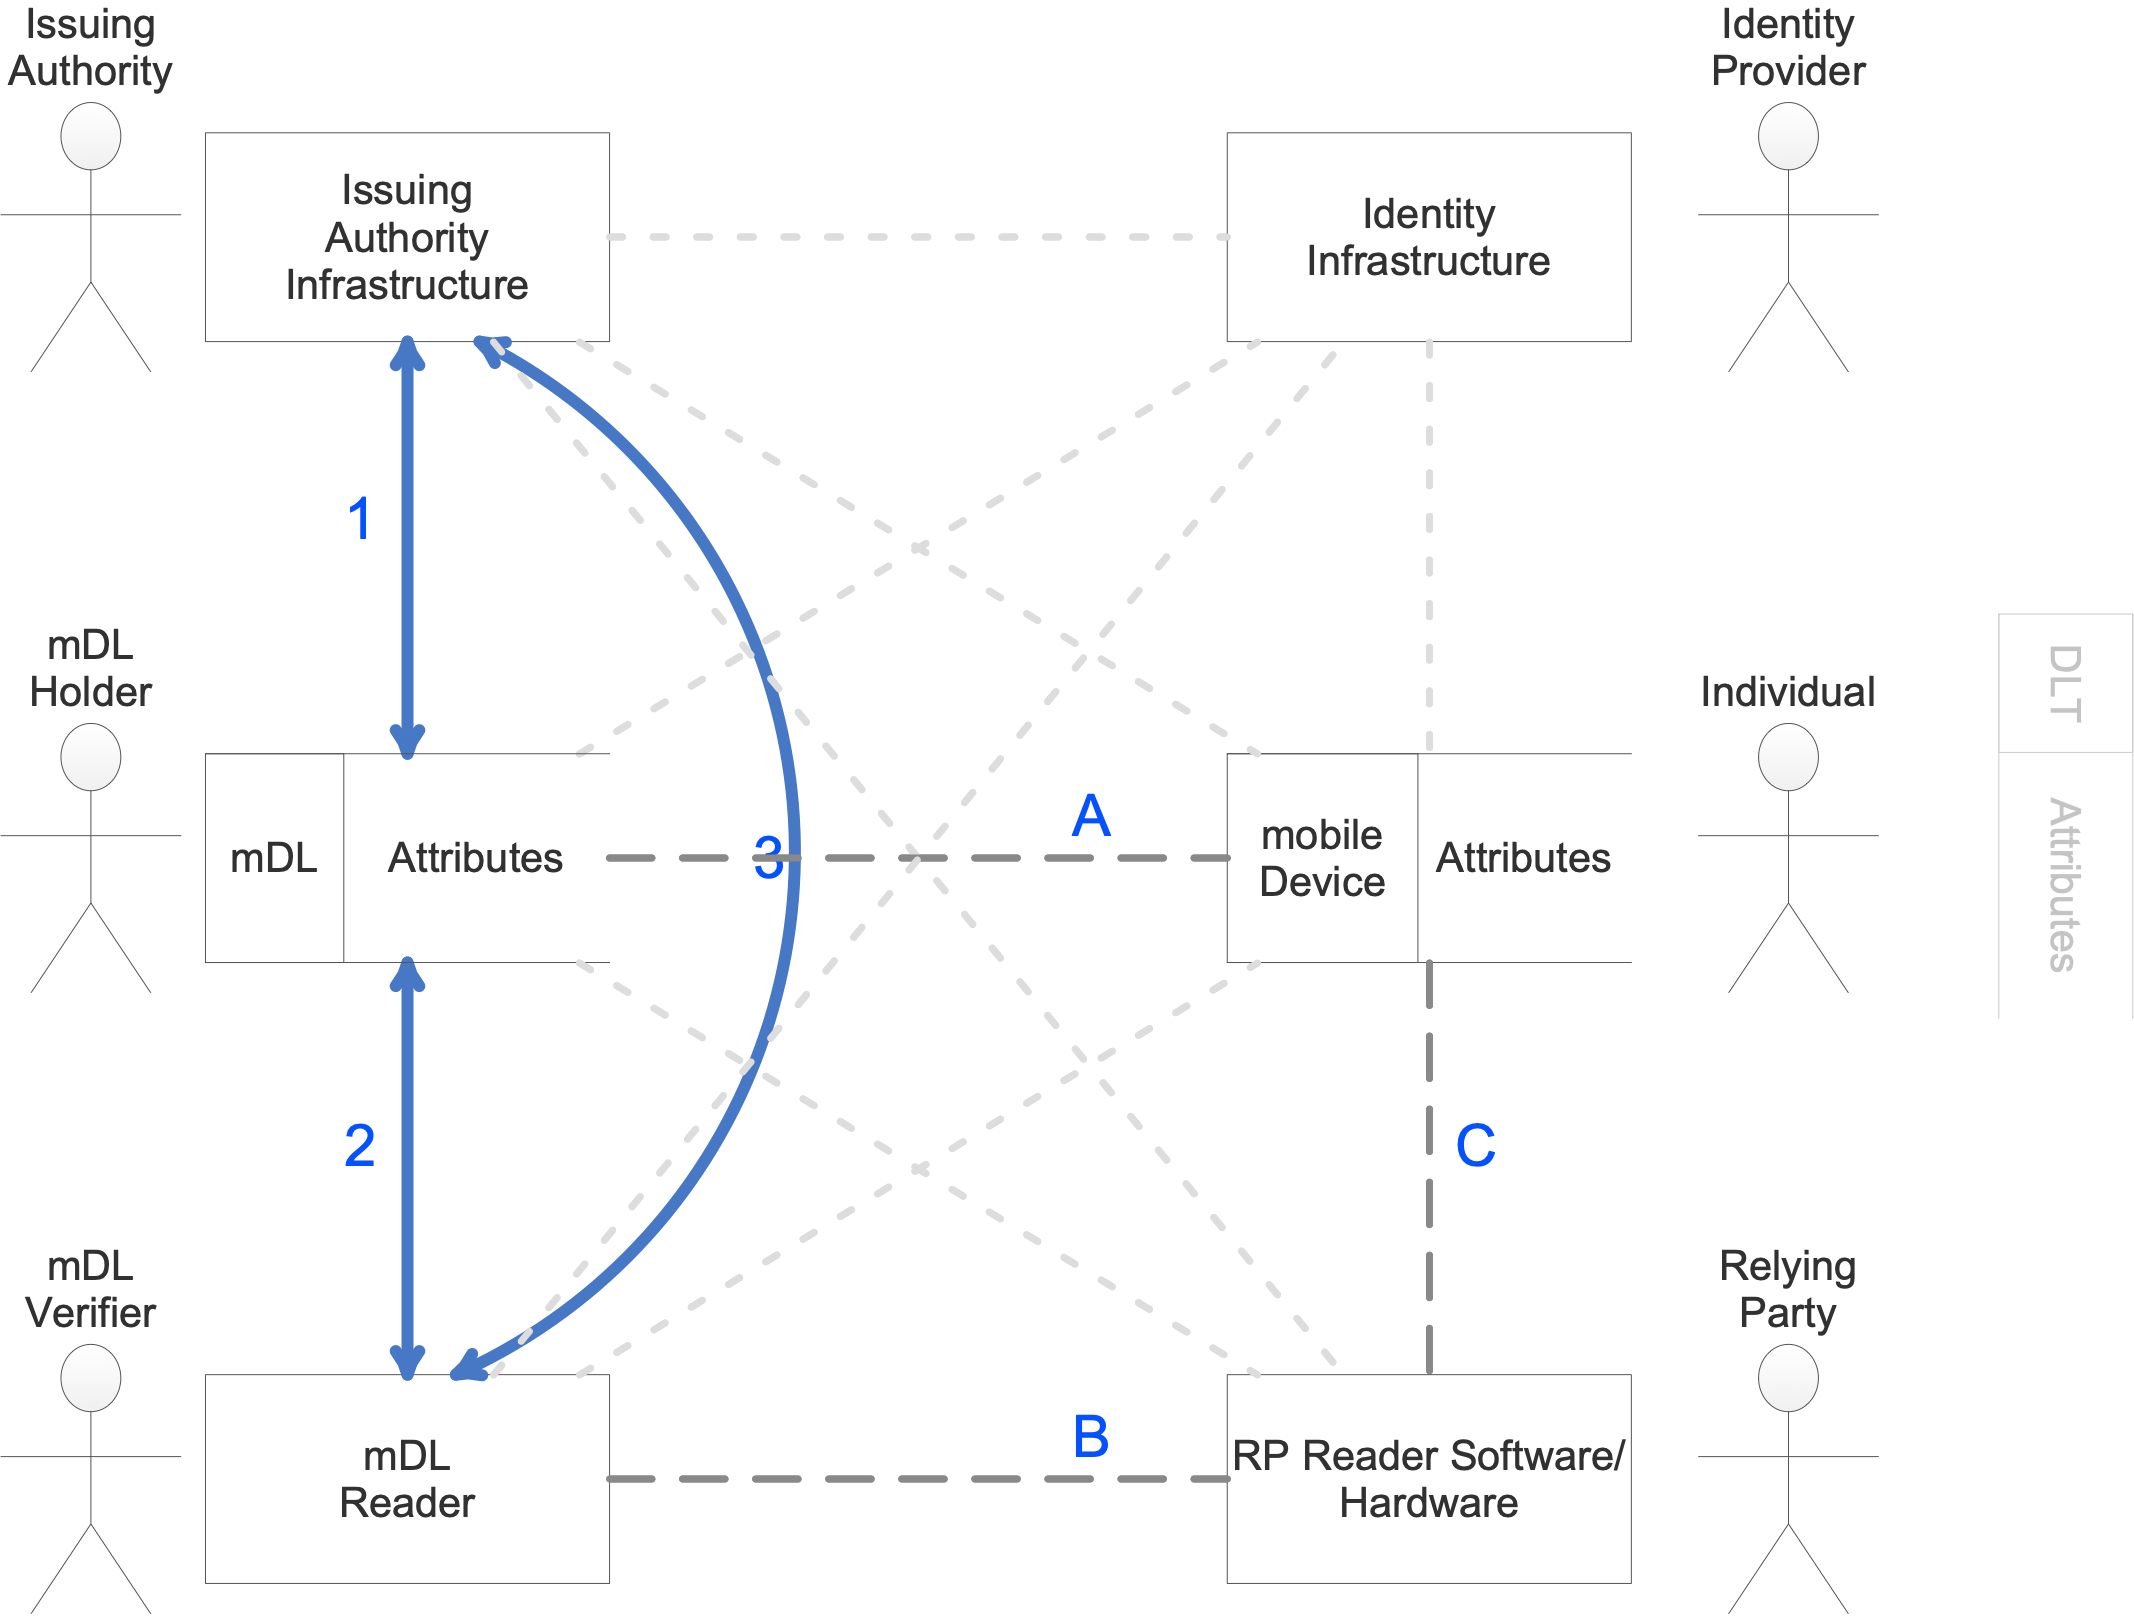 Issuing
Authority
Identity
Provider
Issuing
Authority
Infrastructure
Identity
Infrastructure
1
mDL
Holder
Individual
DLT
Attributes
mDL
Attributes
3
A
mobile
Device
Attributes
2
C
mDL
Verifier
Relying
Party
mDL
Reader
B
RP Reader Software/
Hardware